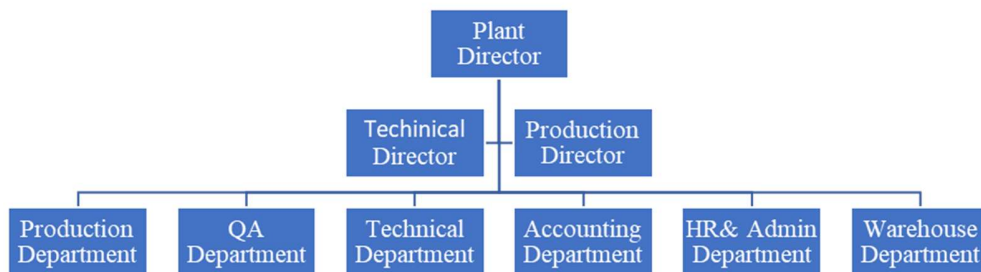 Plant
Director
Techinical
Director
Production
Director
Production
Department
QA
Department
Technical
Department
Accounting
Department
HR& Admin
Department
Warehouse
Department